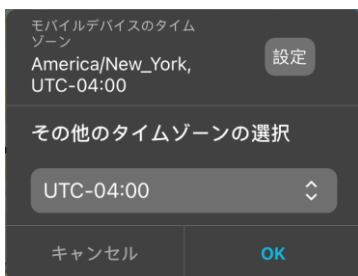 モバイルデバイスのタイム
ゾーン
America/New_York,
UTC-04:00
設定
その他のタイムゾーンの選択
UTC-04:00
キャンセル
OK